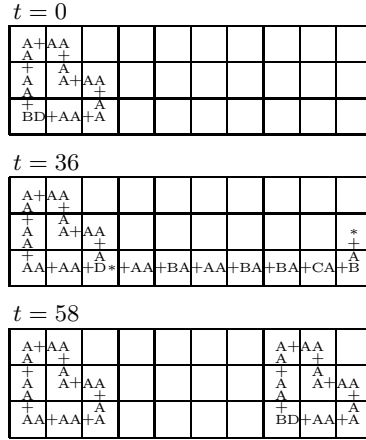 t = 0
A+AA
A +
+ A
A A+AA
A +
+ A
BD+AA+A
t = 36
A+AA
A +
+ A
A A+AA *
A + +
+ A A
AA+AA+D*+AA+BA+AA+BA+BA+CA+B
t = 58
A+AA A+AA
A + A +
+ A + A
A A+AA A A+AA
A + A +
+ A + A
AA+AA+A BD+AA+A